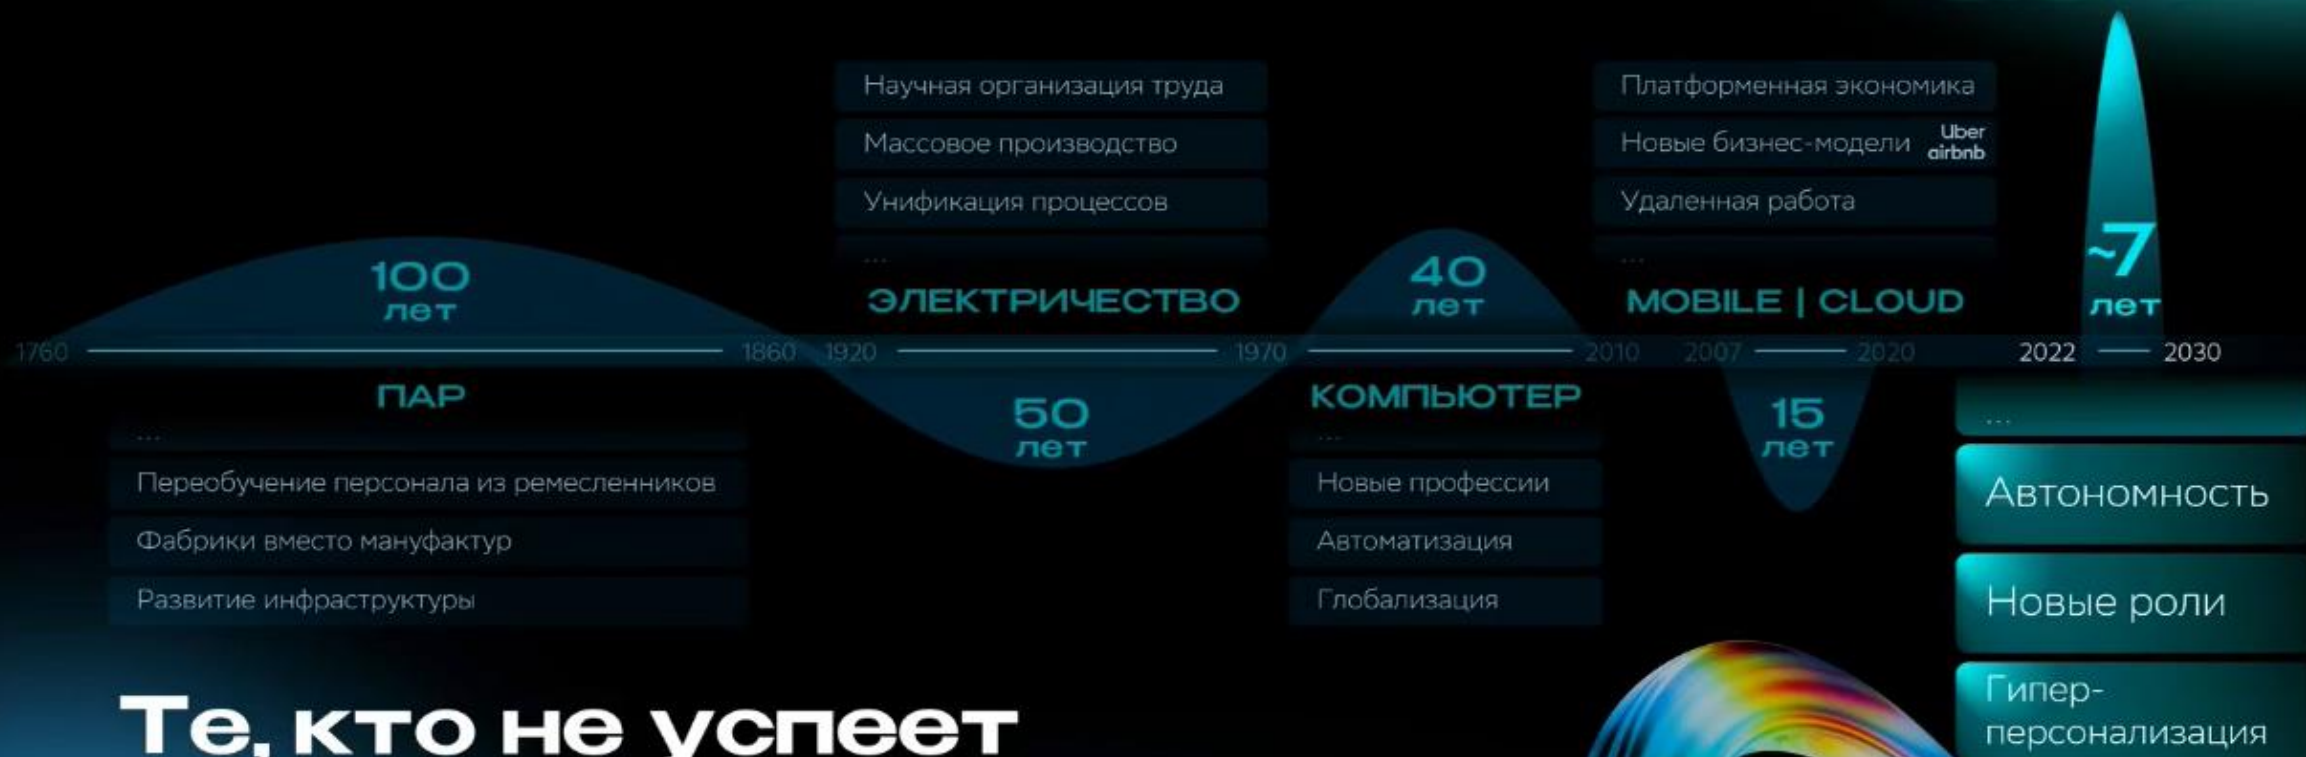 Научная организация труда
Массовое производство
Унификация процессов
...
ЭЛЕКТРИЧЕСТВО
Платформенная экономика
Новые бизнес-модели
Uber
airbnb
Удаленная работа
...
MOBILE | CLOUD
100
лет
40
лет
~7
лет
1760
1860
1920
1970
2010
2007
2020
2022
2030
ПАР
...
Переобучение персонала из ремесленников
Фабрики вместо мануфактур
Развитие инфраструктуры
50
лет
КОМПЬЮТЕР
...
Новые профессии
Автоматизация
Глобализация
15
лет
...
Автономность
Новые роли
Гипер-
персонализация
Те, кто не успеет